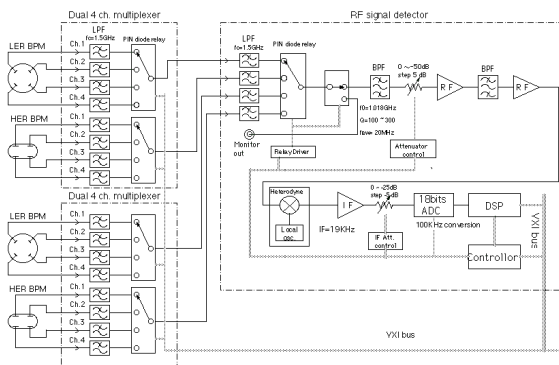 Dual 4 ch. multiplexer
RF signal detector
LPF
fc=1.5GHz
PIN diode relay
LER BPM
Ch.1
Ch.2
Ch.3
Ch.4
HER BPM
Ch.1
Ch.2
Ch.3
Ch.4
LPF
fc=1.5GHz
PIN diode relay
BPF
0 ~-50dB
step 5 dB
RF
BPF
RF
f0=1.018GHz
Q=100 ~300
Monitor
out
Relay Driver
Attenuator
control
Dual 4 ch. multiplexer
LER BPM
Ch.1
Ch.2
Ch.3
Ch.4
HER BPM
Ch.1
Ch.2
Ch.3
Ch.4
Heterodyne
Local
osc.
IF
IF=19KHz
0 ~ -25dB
step -5dB
IF Att.
control
18bits
ADC
100KHz conversion
DSP
Controllor
VXI bus
VXI bus